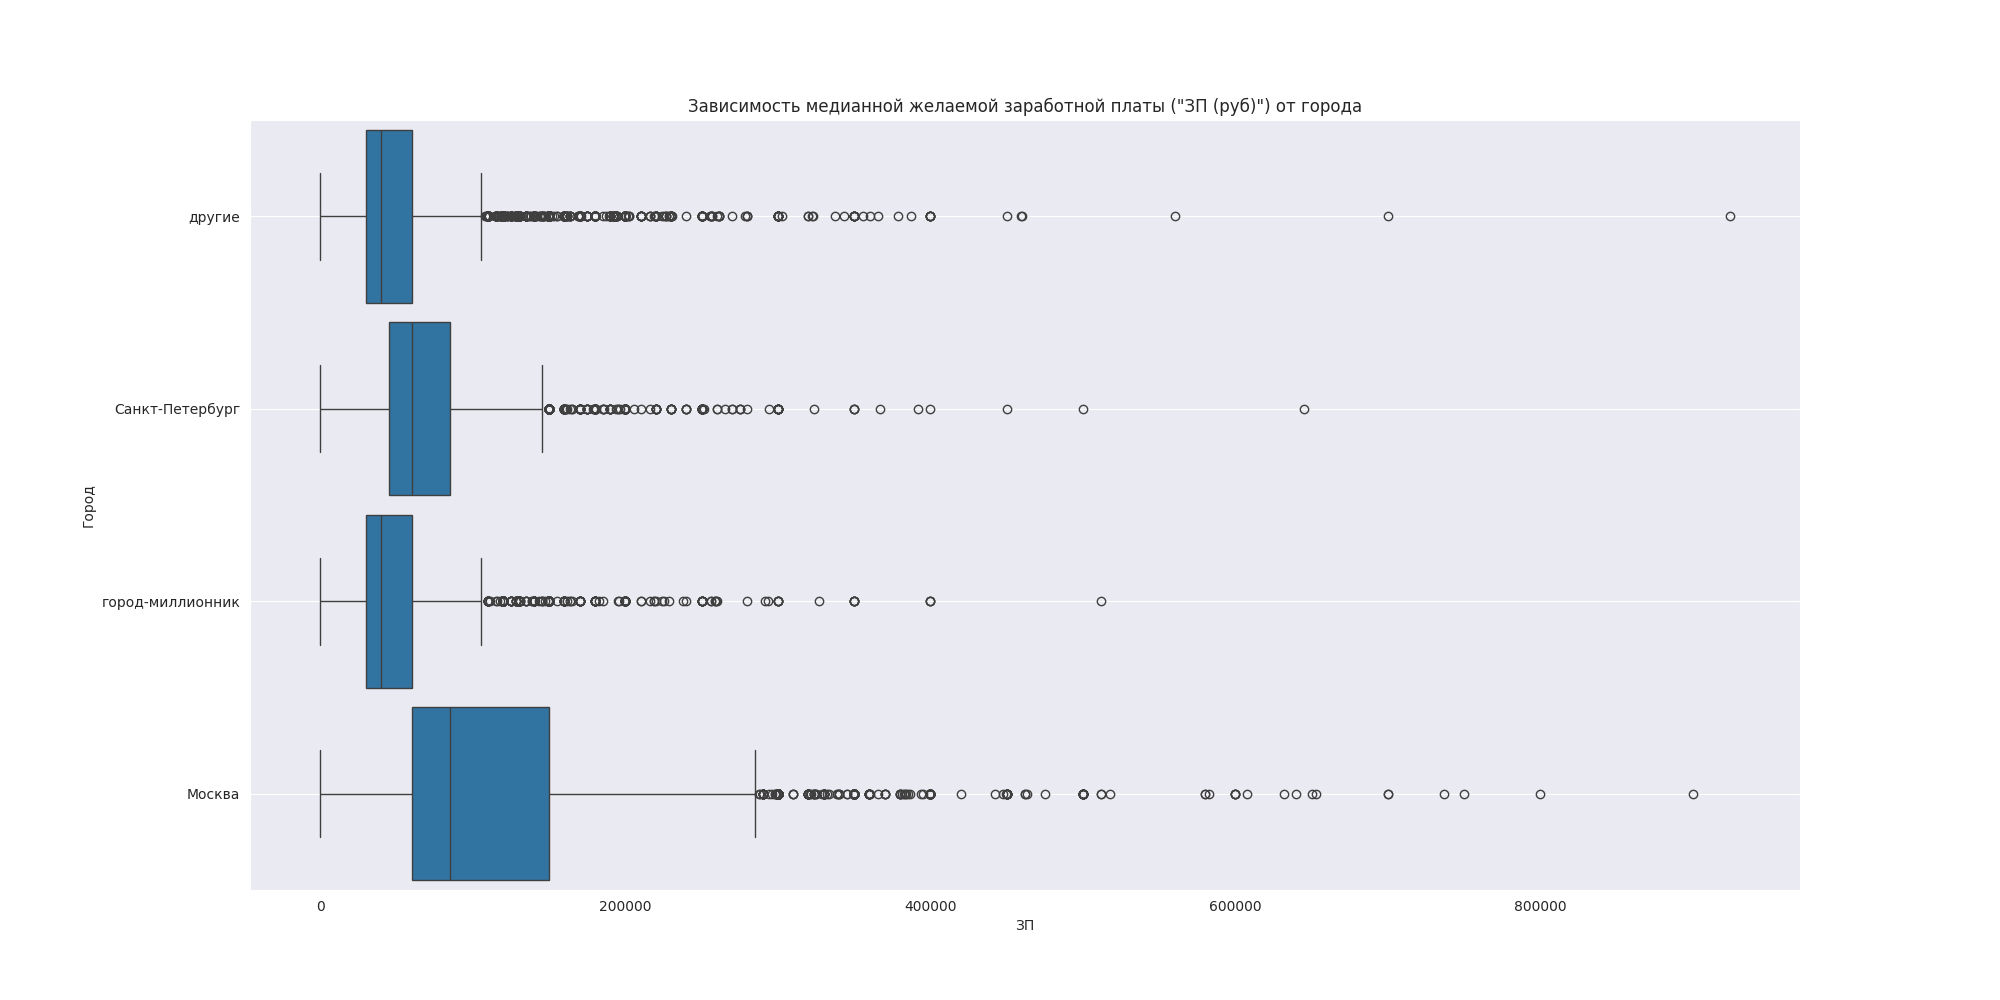 Зависимость медианной желаемой заработной платы ("ЗП (руб)") от города
другие
Санкт-Петербург
Город
город-миллионник
Москва
0 200000 400000 600000 800000
ЗП